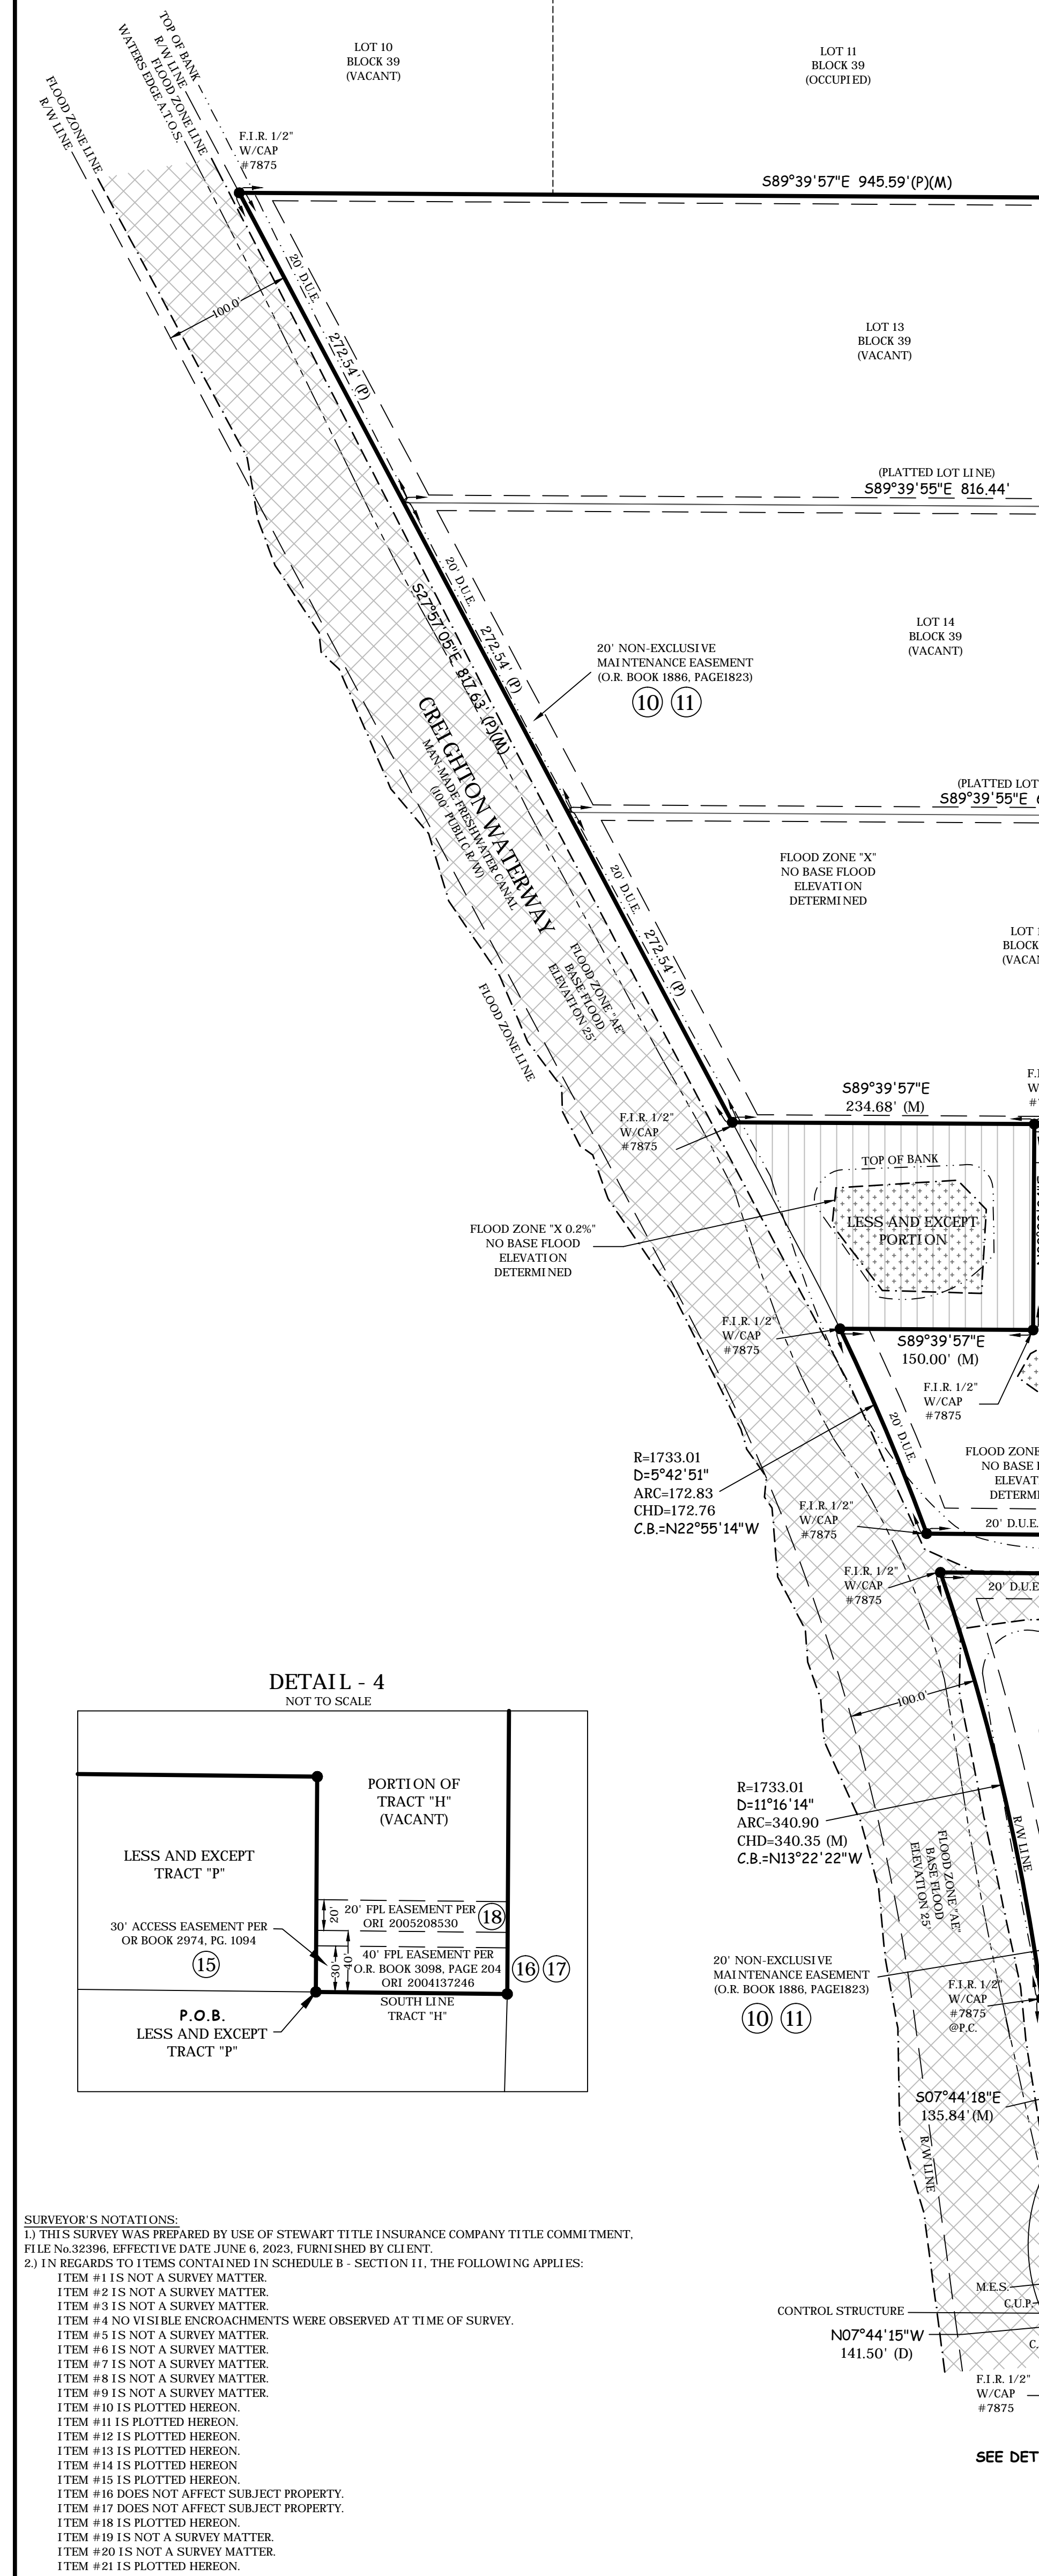 TOP OF BANK
R/W LINE
FLOOD ZONE LINE
WATERS EDGE A.T.O.S.
FLOOD ZONE LINE
R/W LINE
LOT 10
BLOCK 39
(VACANT)
LOT 11
BLOCK 39
(OCCUPIED)
F.I.R. 1/2"
W/CAP
#7875
S89°39'57"E 945.59'(P)(M)
20' D.U.E.
100.0'
272.54' (P)
LOT 13
BLOCK 39
(VACANT)
(PLATTED LOT LINE)
S89°39'55"E 816.44'
20' D.U.E.
S27°57'05"E 817.63' (P)(M)
272.54' (P)
LOT 14
BLOCK 39
(VACANT)
20' NON-EXCLUSIVE
MAINTENANCE EASEMENT
(O.R. BOOK 1886, PAGE1823)
10 11
CREIGHTON WATERWAY
MAN-MADE FRESHWATER CANAL
(100' PUBLIC R/W)
(PLATTED LOT
S89°39'55"E
20' D.U.E.
272.54' (P)
FLOOD ZONE "X"
NO BASE FLOOD
ELEVATION
DETERMINED
LOT
BLOCK
FLOOD ZONE "AE"
BASE FLOOD
ELEVATION 25'
FLOOD ZONE LINE
S89°39'57"E
234.68' (M)
F.I.R. 1/2"
W/CAP
#7875
TOP OF BANK
LESS AND EXCEPT
PORTION
FLOOD ZONE "X 0.2%"
NO BASE FLOOD
ELEVATION
DETERMINED
F.I.R. 1/2"
W/CAP
#7875
S89°39'57"E
150.00' (M)
F.I.R. 1/2"
W/CAP
#7875
20' D.U.E.
FLOOD ZONE
NO BASE
R=1733.01
D=5°42'51"
ARC=172.83
CHD=172.76
C.B.=N22°55'14"W
F.I.R. 1/2"
W/CAP
#7875
20' D.U.E.
F.I.R. 1/2"
W/CAP
#7875
20' D.U.E
100.0'
DETAIL - 4
NOT TO SCALE
PORTION OF
TRACT "H"
(VACANT)
LESS AND EXCEPT
TRACT "P"
20'
20' FPL EASEMENT PER
ORI 2005208530
18
30' ACCESS EASEMENT PER
OR BOOK 2974, PG. 1094
15
30'
40'
40' FPL EASEMENT PER
O.R. BOOK 3098, PAGE 204
ORI 2004137246
16 17
SOUTH LINE
TRACT "H"
P.O.B.
LESS AND EXCEPT
TRACT "P"
R=1733.01
D=11°16'14"
ARC=340.90
CHD=340.35 (M)
C.B.=N13°22'22"W
R/W LINE
FLOOD ZONE "AE"
BASE FLOOD
ELEVATION 25'
20' NON-EXCLUSIVE
MAINTENANCE EASEMENT
(O.R. BOOK 1886, PAGE1823)
10 11
F.I.R. 1/2"
W/CAP
#7875
@P.C.
S07°44'18"E
135.84'(M)
R/W LINE
M.E.S.
C.U.P.
CONTROL STRUCTURE
N07°44'15"W
141.50' (D)
F.I.R. 1/2"
W/CAP
#7875
SEE DET
SURVEYOR'S NOTATIONS:
1.) THIS SURVEY WAS PREPARED BY USE OF STEWART TITLE INSURANCE COMPANY TITLE COMMITMENT,
FILE No.32396, EFFECTIVE DATE JUNE 6, 2023, FURNISHED BY CLIENT.
2.) IN REGARDS TO ITEMS CONTAINED IN SCHEDULE B - SECTION II, THE FOLLOWING APPLIES:
ITEM #1 IS NOT A SURVEY MATTER.
ITEM #2 IS NOT A SURVEY MATTER.
ITEM #3 IS NOT A SURVEY MATTER.
ITEM #4 NO VISIBLE ENCROACHMENTS WERE OBSERVED AT TIME OF SURVEY.
ITEM #5 IS NOT A SURVEY MATTER.
ITEM #6 IS NOT A SURVEY MATTER.
ITEM #7 IS NOT A SURVEY MATTER.
ITEM #8 IS NOT A SURVEY MATTER.
ITEM #9 IS NOT A SURVEY MATTER.
ITEM #10 IS PLOTTED HEREON.
ITEM #11 IS PLOTTED HEREON.
ITEM #12 IS PLOTTED HEREON.
ITEM #13 IS PLOTTED HEREON.
ITEM #14 IS PLOTTED HEREON
ITEM #15 IS PLOTTED HEREON.
ITEM #16 DOES NOT AFFECT SUBJECT PROPERTY.
ITEM #17 DOES NOT AFFECT SUBJECT PROPERTY.
ITEM #18 IS PLOTTED HEREON.
ITEM #19 IS NOT A SURVEY MATTER.
ITEM #20 IS NOT A SURVEY MATTER.
ITEM #21 IS PLOTTED HEREON.